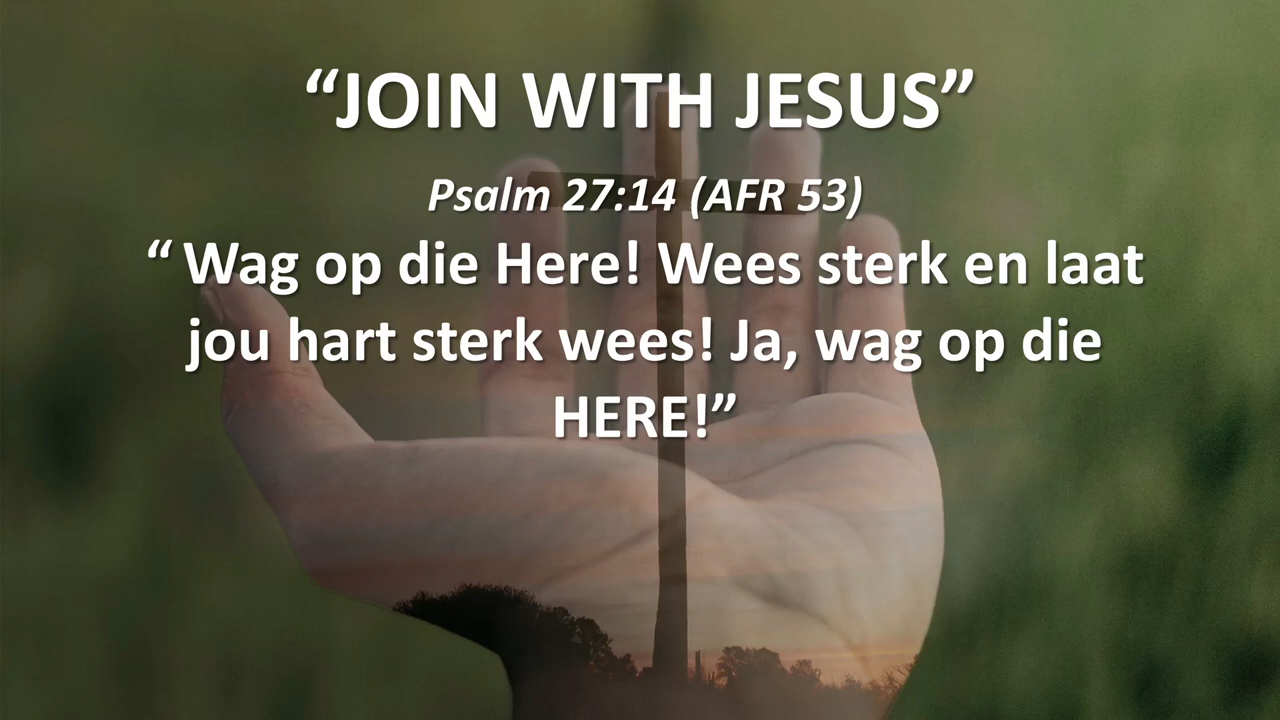 “JOIN WITH JESUS”
Psalm 27:14 (AFR 53)
“ Wag op die Here! Wees sterk en laat
jou hart sterk wees! Ja, wag op die
HERE!”